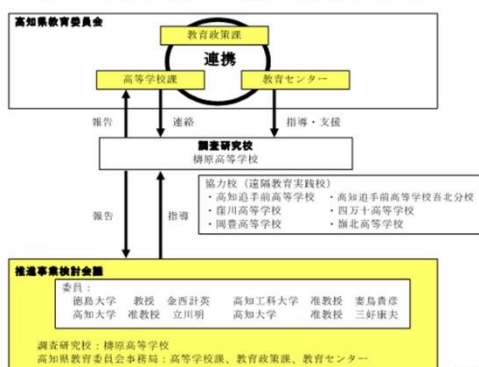 高知県教育委員会
教育政策課
連携
高等学校課
教育センター
報告
連絡
指導・支援
調査研究校
檮原高等学校
協力校（遠隔教育実践校）
・高知追手前高等学校　・高知追手前高等学校吾北分校
・窪川高等学校　・四万十高等学校
・岡豊高等学校　・嶺北高等学校
報告
指導
推進事業検討会議
委員：
徳島大学　教授　金西計英　高知工科大学　准教授　妻鳥貴彦
高知大学　准教授　立川明　高知大学　准教授　三好康夫
調査研究校：檮原高等学校
高知県教育委員会事務局：高等学校課、教育政策課、教育センター